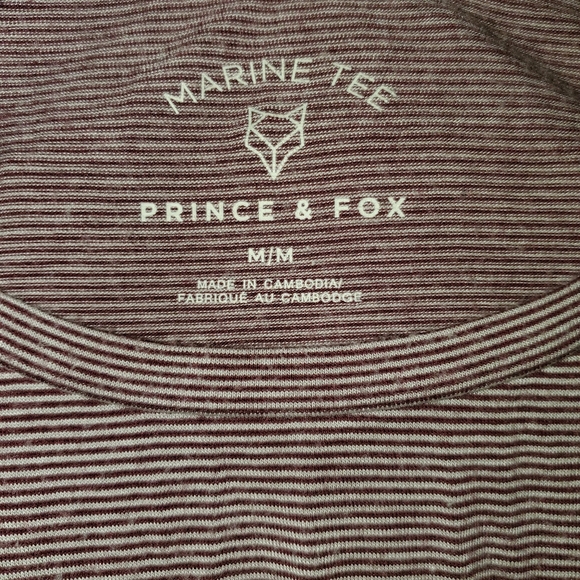 MARINE TEE
PRINCE & FOX
M/M
MADE IN CAMBODIA/
FABRIQUÉ AU CAMBODGE